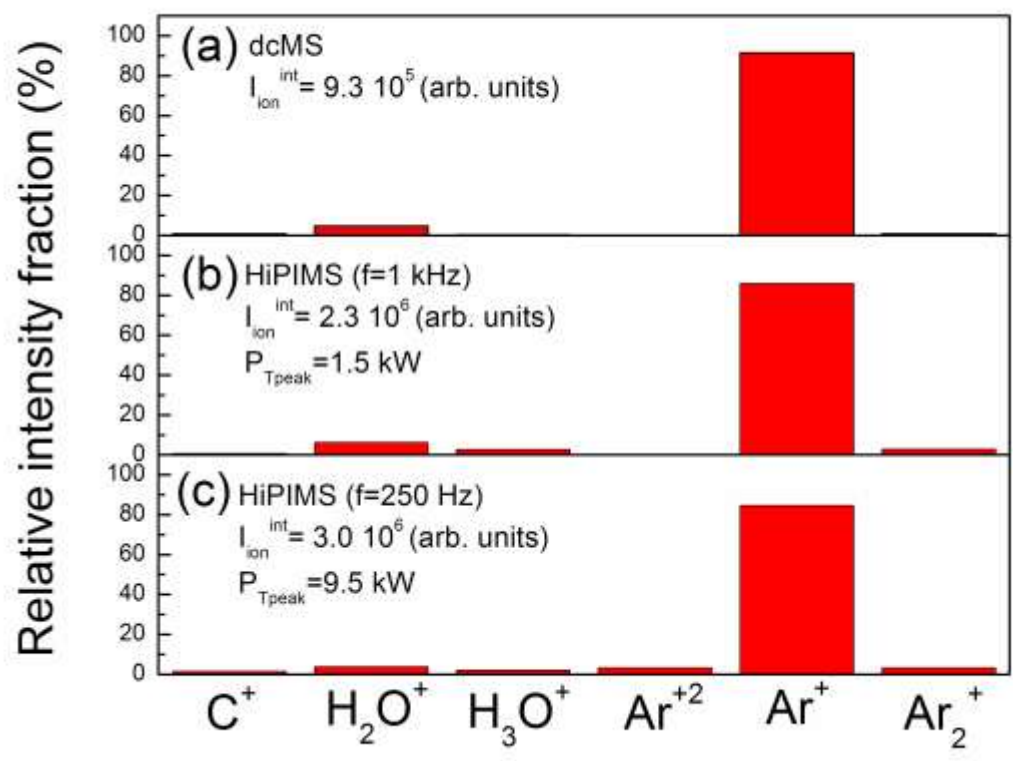 Relative intensity fraction (%)
100
80
60
40
20
0
(a) dcMS
I_ion^int = 9.3 10^5 (arb. units)
100
80
60
40
20
0
(b) HiPIMS (f=1 kHz)
I_ion^int = 2.3 10^6 (arb. units)
P_Tpeak =1.5 kW
100
80
60
40
20
0
(c) HiPIMS (f=250 Hz)
I_ion^int = 3.0 10^6 (arb. units)
P_Tpeak =9.5 kW
C^+ H_2O^+ H_3O^+ Ar^+2 Ar^+ Ar_2^+